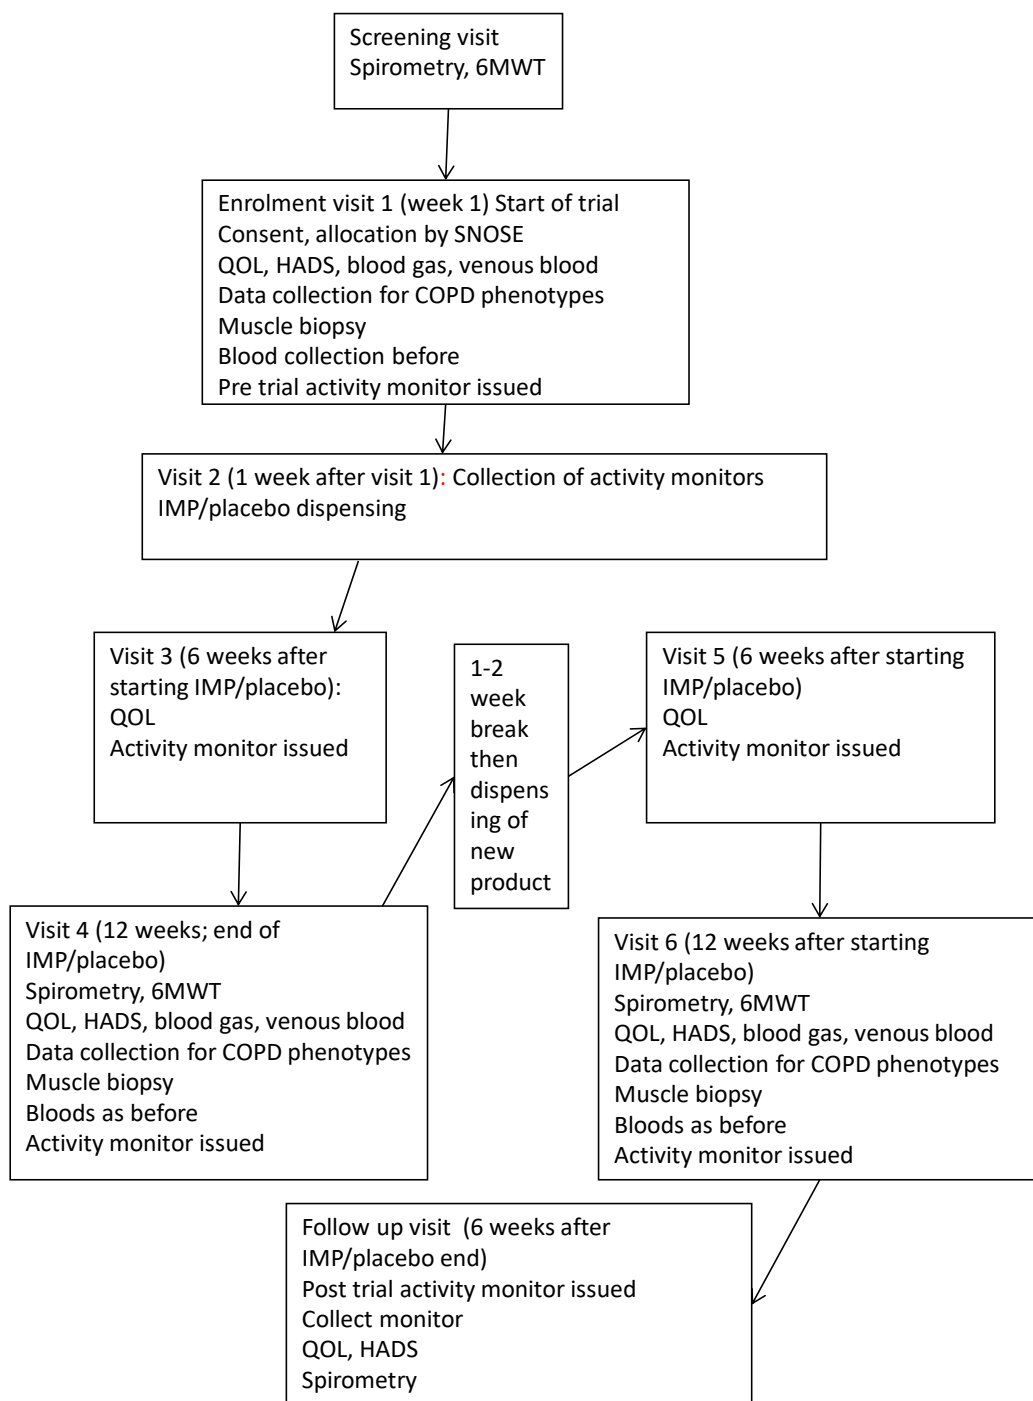 Screening visit
Spirometry, 6MWT
Enrolment visit 1 (week 1) Start of trial
Consent, allocation by SNOSE
QOL, HADS, blood gas, venous blood
Data collection for COPD phenotypes
Muscle biopsy
Blood collection before
Pre trial activity monitor issued
Visit 2 (1 week after visit 1): Collection of activity monitors
IMP/placebo dispensing
Visit 3 (6 weeks after
starting IMP/placebo):
QOL
Activity monitor issued
1-2
week
break
then
dispens
ing of
new
product
Visit 5 (6 weeks after starting
IMP/placebo)
QOL
Activity monitor issued
Visit 4 (12 weeks; end of
IMP/placebo)
Spirometry, 6MWT
QOL, HADS, blood gas, venous blood
Data collection for COPD phenotypes
Muscle biopsy
Bloods as before
Activity monitor issued
Visit 6 (12 weeks after starting
IMP/placebo)
Spirometry, 6MWT
QOL, HADS, blood gas, venous blood
Data collection for COPD phenotypes
Muscle biopsy
Bloods as before
Activity monitor issued
Follow up visit (6 weeks after
IMP/placebo end)
Post trial activity monitor issued
Collect monitor
QOL, HADS
Spirometry